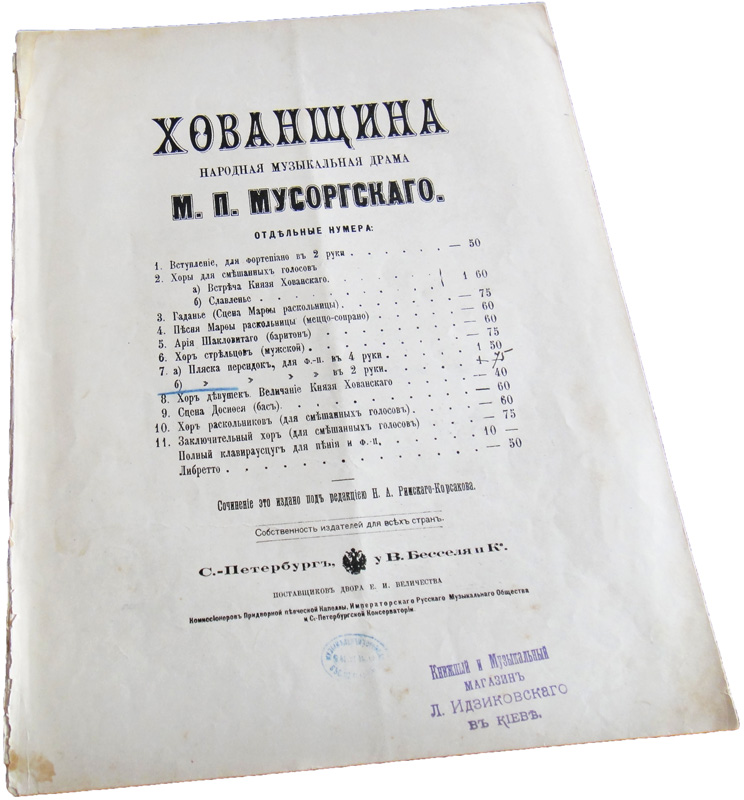 ХОВАНЩИНА
НАРОДНАЯ МУЗЫКАЛЬНАЯ ДРАМА
М. П. МУСОРГСКАГО.
ОТДѢЛЬНЫЕ НУМЕРА:
1. Вступленіе, для фортепіано въ 2 руки — 50
2. Хоры для смѣшанныхъ голосовъ
а) Встрѣча Князя Хованскаго. 1 60
б) Славленье
3. Гаданье (Сцена Марѳы раскольницы). — 75
4. Пѣсня Марѳы раскольницы (меццо-сопрано) — 60
5. Арія Шакловитаго (баритонъ) — 60
6. Хоръ стрѣльцовъ (мужской) — 75
7. а) Пляска персидокъ, для ф.-п. въ 4 руки 1 50
б) » » » » въ 2 руки. 1 75
8. Хоръ дѣвушекъ. Величаніе Князя Хованскаго — 40
9. Сцена Досиѳея (басъ). — 60
10. Хоръ раскольниковъ (для смѣшанныхъ голосовъ) — 60
11. Заключительный хоръ (для смѣшанныхъ голосовъ) — 75
Полный клавираусцугъ для пѣнія и ф.-п. 10 —
Либретто — 50
Сочиненіе это издано подъ редакціею Н. А. Римскаго-Корсакова.
Собственность издателей для всѣхъ странъ.
С.-Петербургъ, у В. Бесселя и Кº.
ПОСТАВЩИКОВЪ ДВОРА Е. И. ВЕЛИЧЕСТВА
Коммиссіонеровъ Придворной пѣвческой Капеллы, Императорскаго Русскаго Музыкальнаго Общества
и С.-Петербургской Консерваторіи.
Книжный и Музыкальный
МАГАЗИНЪ
Л. Идзиковскаго
ВЪ КІЕВѢ.